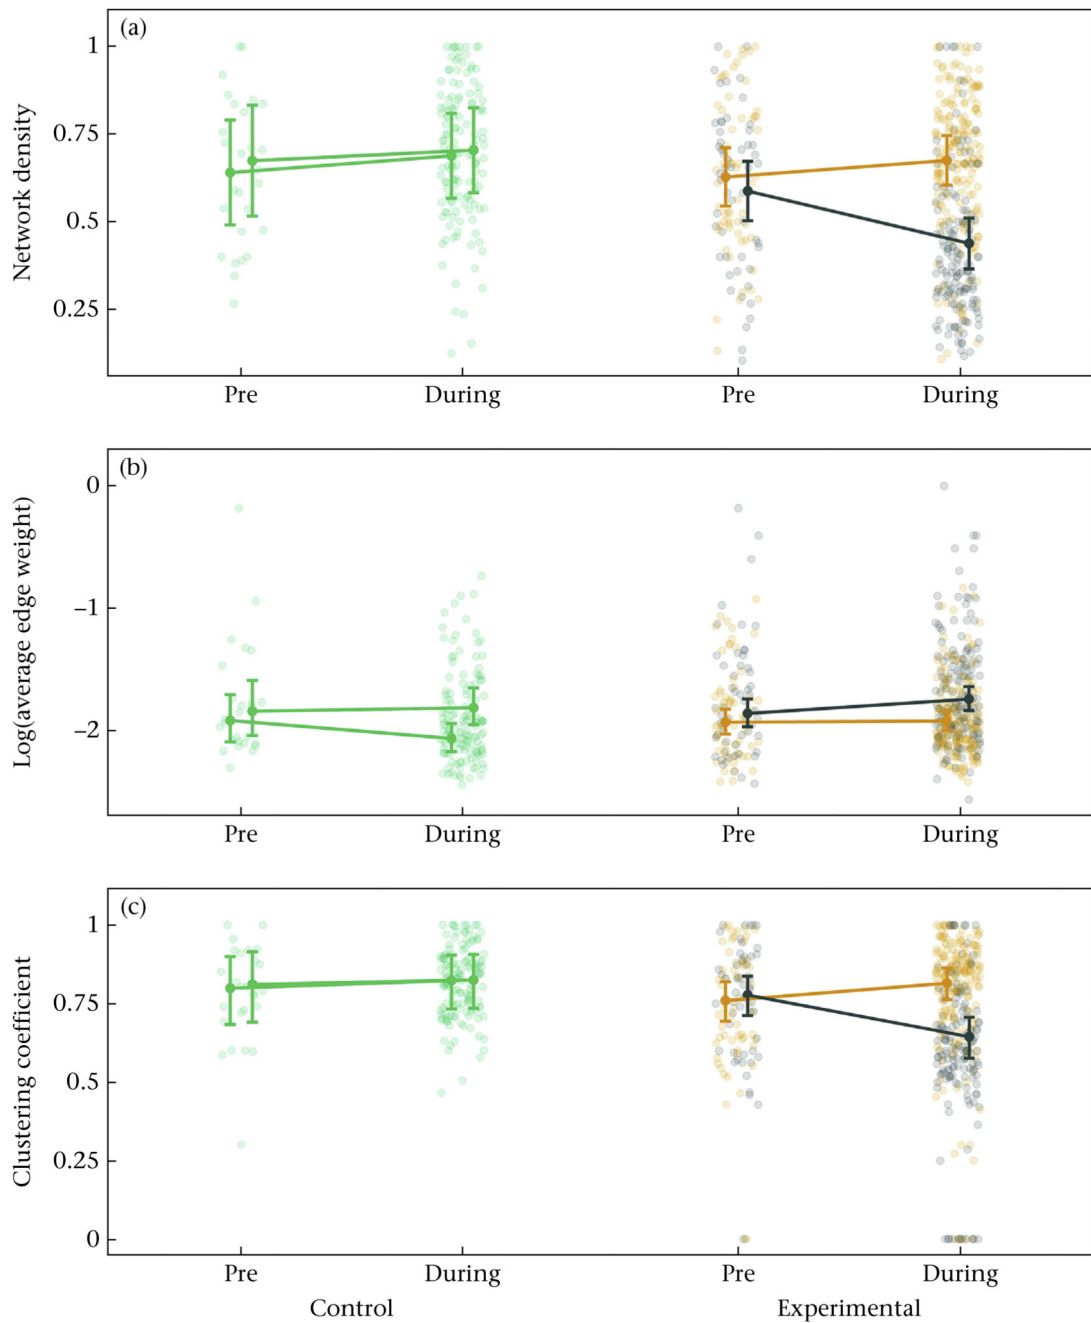 (a)
Network density
1
0.75
0.5
0.25
Pre
During
Pre
During
(b)
Log(average edge weight)
0
−1
−2
Pre
During
Pre
During
(c)
Clustering coefficient
1
0.75
0.5
0.25
0
Pre
During
Pre
During
Control
Experimental